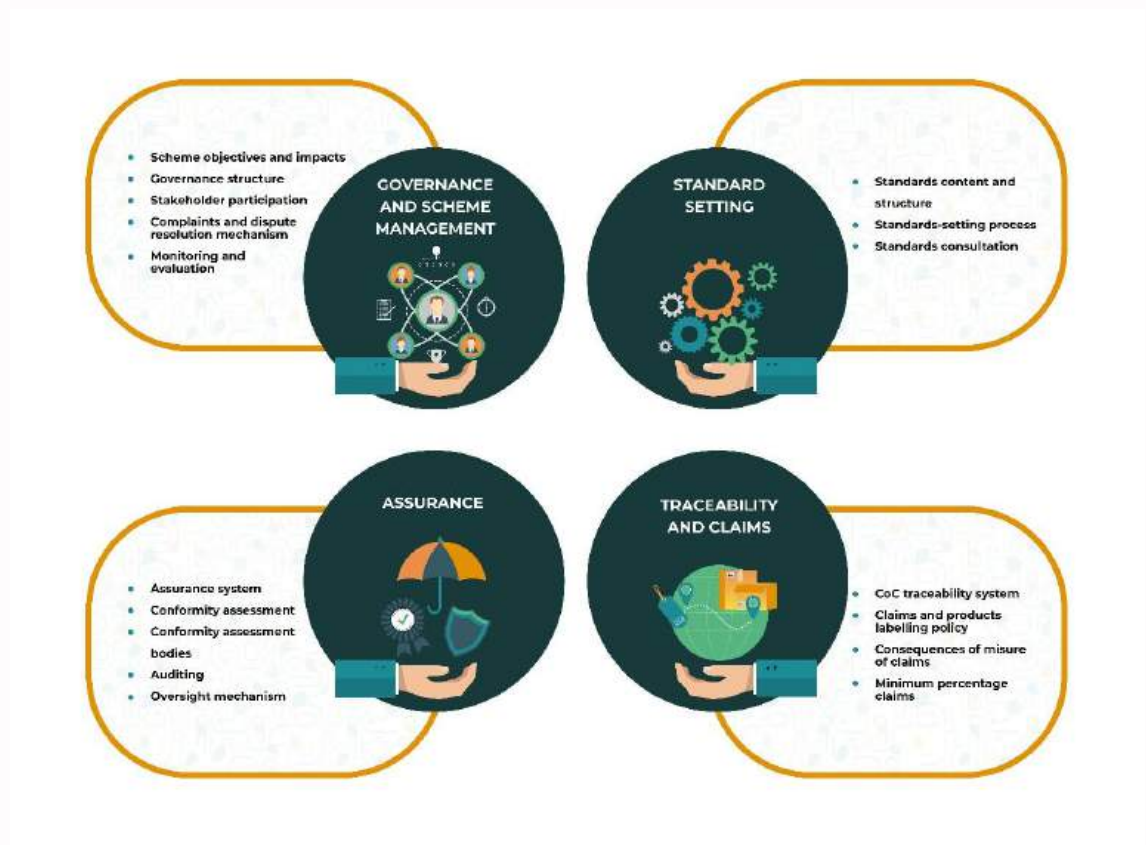 Scheme objectives and impacts
Governance structure
Stakeholder participation
Complaints and dispute
resolution mechanism
Monitoring and
evaluation
GOVERNANCE
AND SCHEME
MANAGEMENT
STANDARD
SETTING
Standards content and
structure
Standards-setting process
Standards consultation
Assurance system
Conformity assessment
Conformity assessment
bodies
Auditing
Oversight mechanism
ASSURANCE
TRACEABILITY
AND CLAIMS
CoC traceability system
Claims and products
labelling policy
Consequences of misure
of claims
Minimum percentage
claims